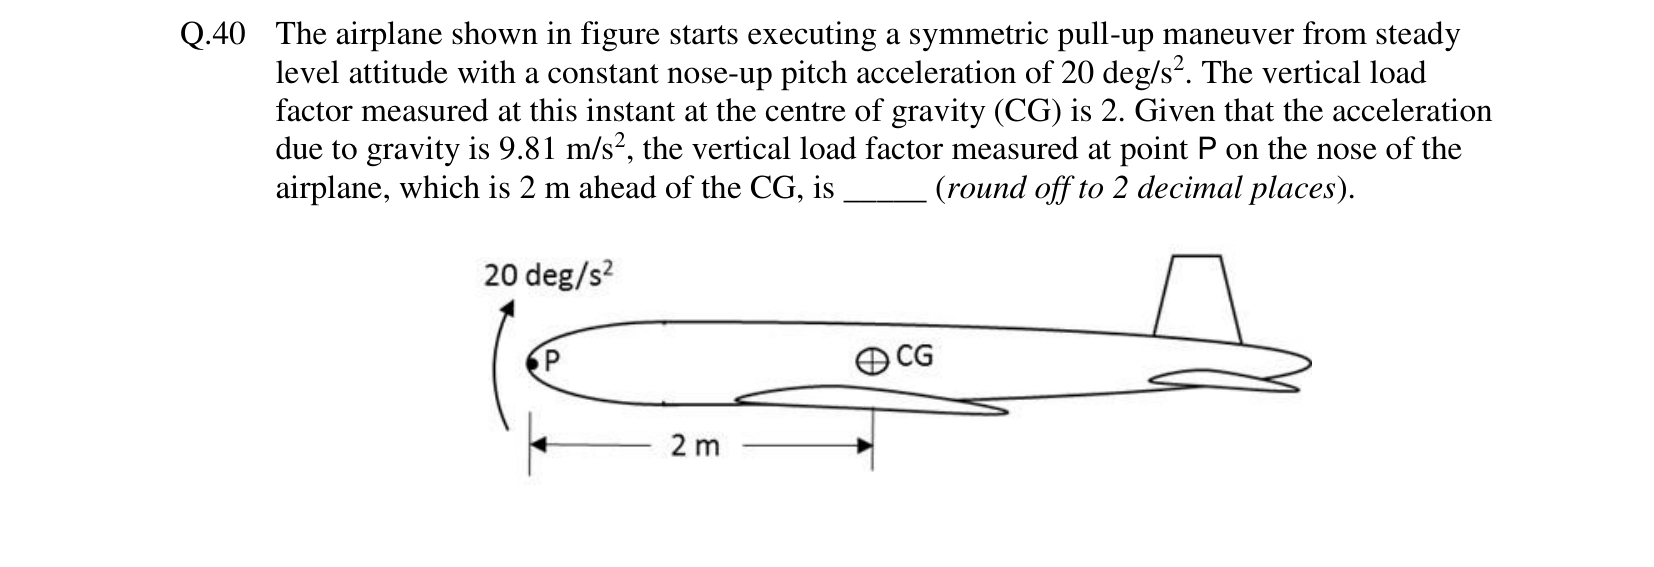 Q.40 The airplane shown in figure starts executing a symmetric pull-up maneuver from steady
level attitude with a constant nose-up pitch acceleration of 20 deg/s². The vertical load
factor measured at this instant at the centre of gravity (CG) is 2. Given that the acceleration
due to gravity is 9.81 m/s², the vertical load factor measured at point P on the nose of the
airplane, which is 2 m ahead of the CG, is _____ (round off to 2 decimal places).
20 deg/s²
P
CG
2 m